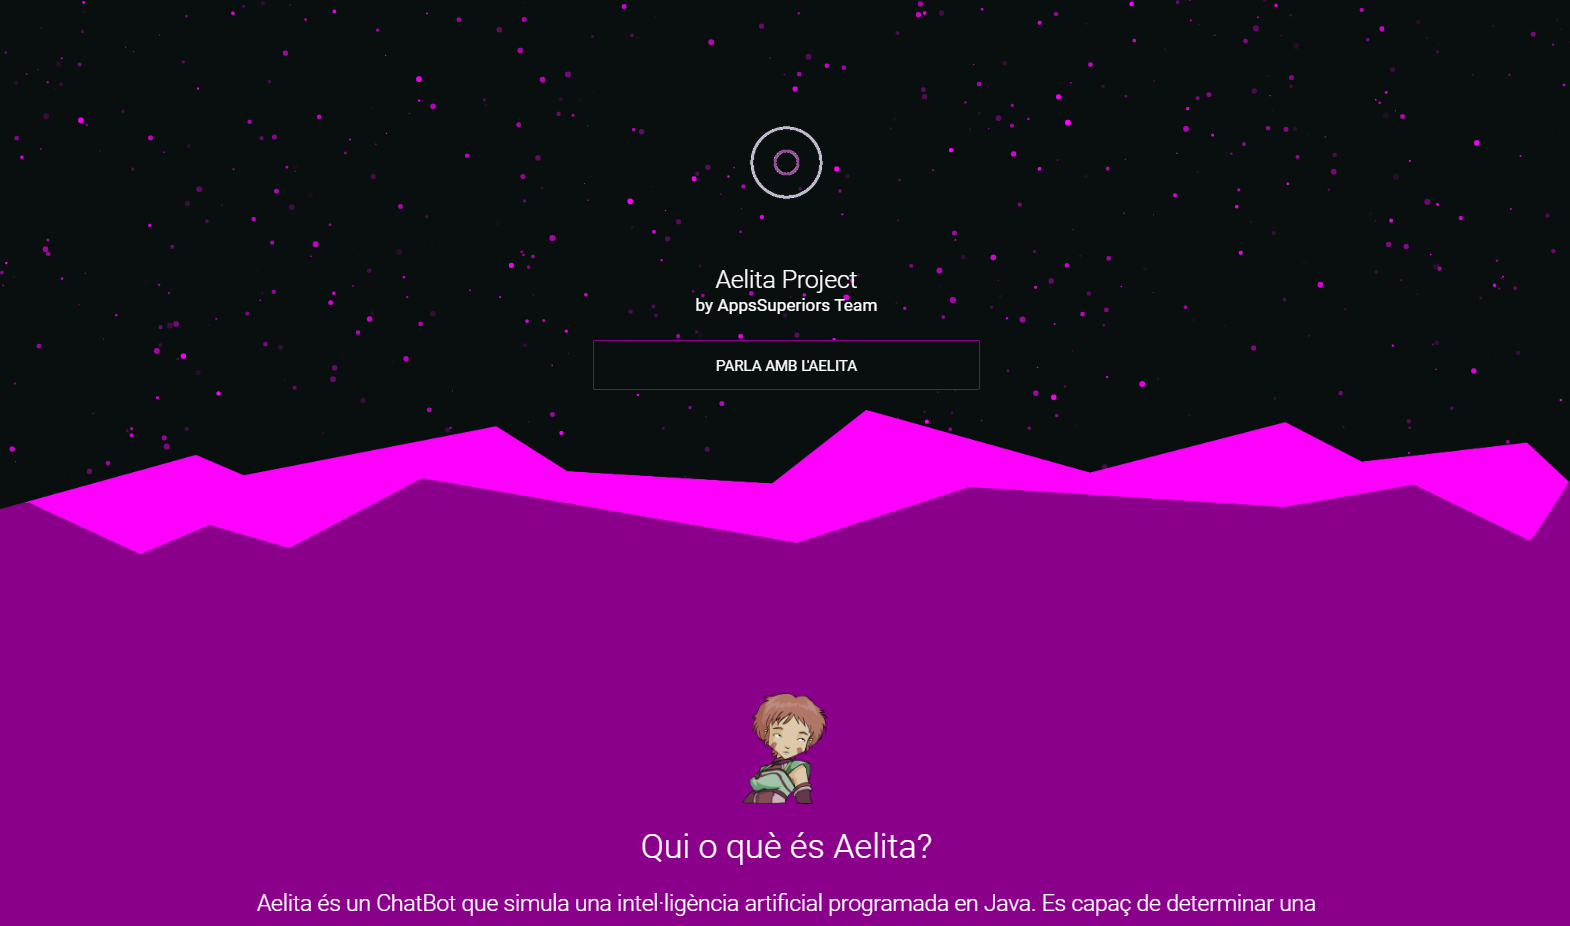 Aelita Project
by AppsSuperiors Team
PARLA AMB L'AELITA
Qui o què és Aelita?
Aelita és un ChatBot que simula una intel·ligència artificial programada en Java. Es capaç de determinar una